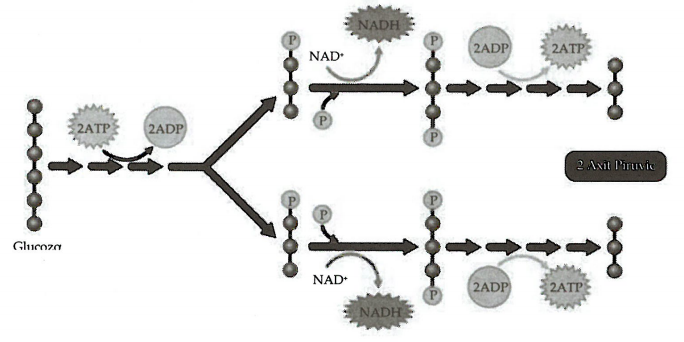 P
NADH
NAD⁺
P
2ADP
2ATP
P
P
2ATP
2ADP
2 Axit Piruvic
Glucozơ
P
P
P
NAD⁺
NADH
2ADP
2ATP
P